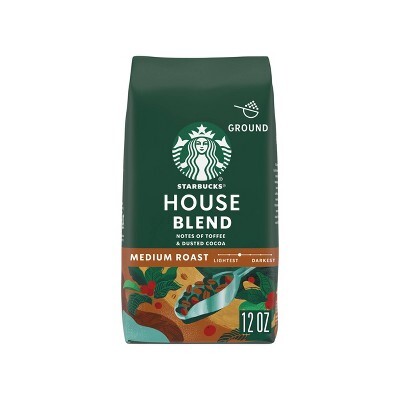 GROUND
STARBUCKS®
HOUSE
BLEND
NOTES OF TOFFEE
& DUSTED COCOA
MEDIUM ROAST
LIGHTEST DARKEST
12 OZ